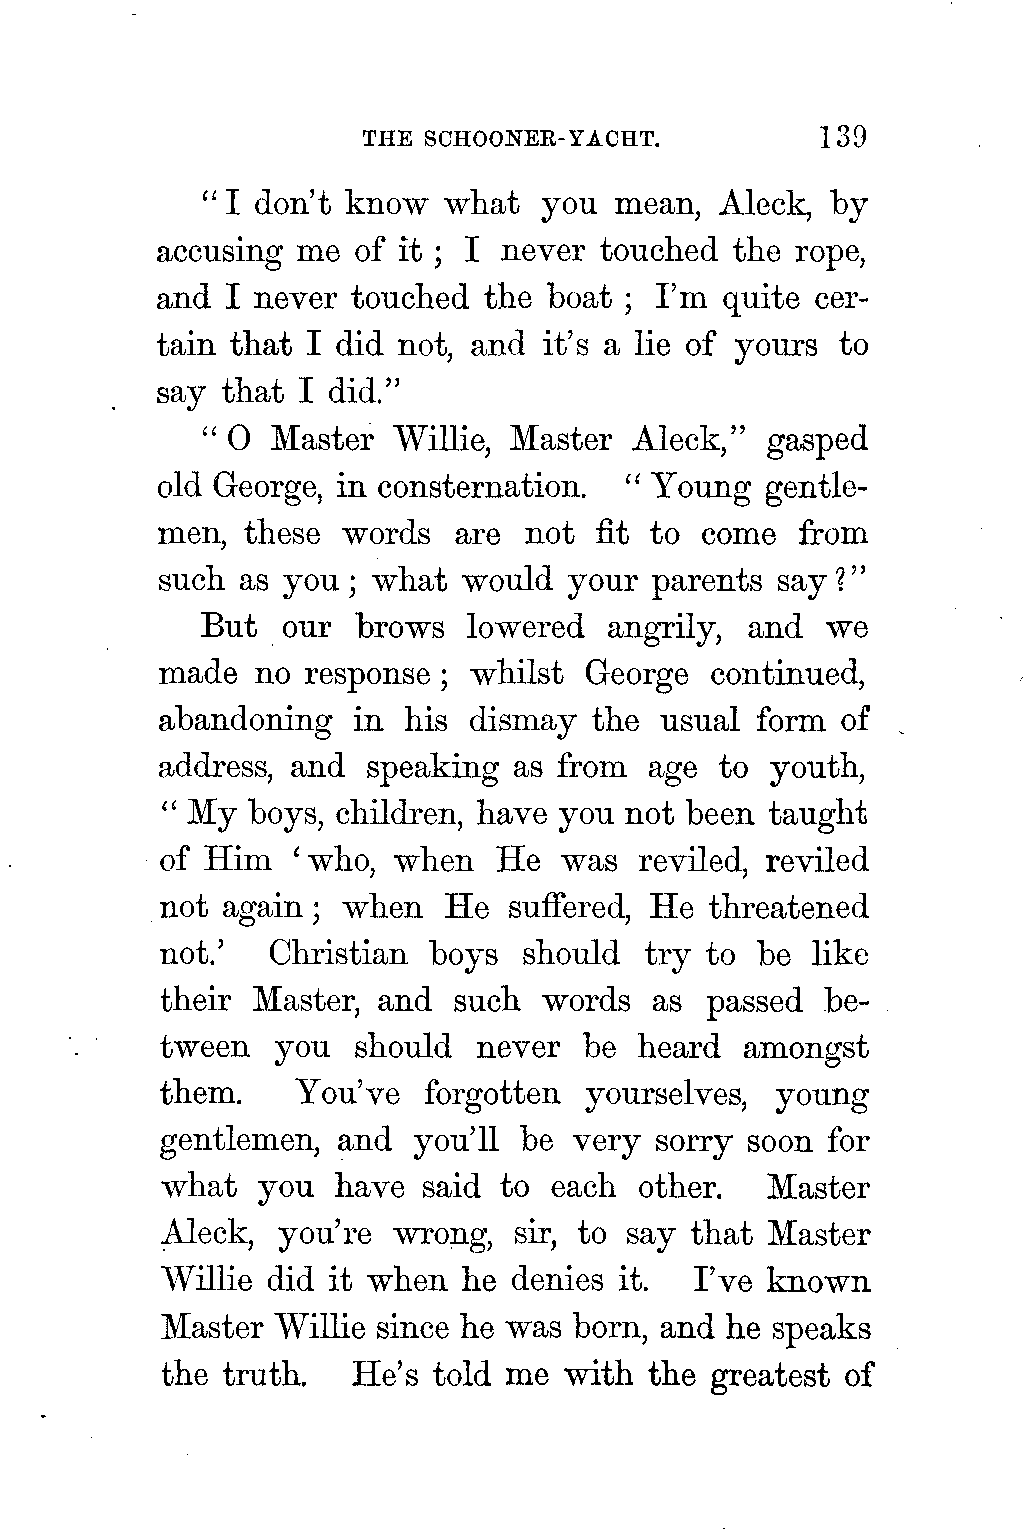 THE SCHOONER-YACHT. 139
"I don't know what you mean, Aleck, by
accusing me of it; I never touched the rope,
and I never touched the boat; I'm quite cer-
tain that I did not, and it's a lie of yours to
say that I did."
"O Master Willie, Master Aleck," gasped
old George, in consternation. "Young gentle-
men, these words are not fit to come from
such as you; what would your parents say?"
But our brows lowered angrily, and we
made no response; whilst George continued,
abandoning in his dismay the usual form of
address, and speaking as from age to youth,
"My boys, children, have you not been taught
of Him 'who, when He was reviled, reviled
not again; when He suffered, He threatened
not.' Christian boys should try to be like
their Master, and such words as passed be-
tween you should never be heard amongst
them. You've forgotten yourselves, young
gentlemen, and you'll be very sorry soon for
what you have said to each other. Master
Aleck, you're wrong, sir, to say that Master
Willie did it when he denies it. I've known
Master Willie since he was born, and he speaks
the truth. He's told me with the greatest of